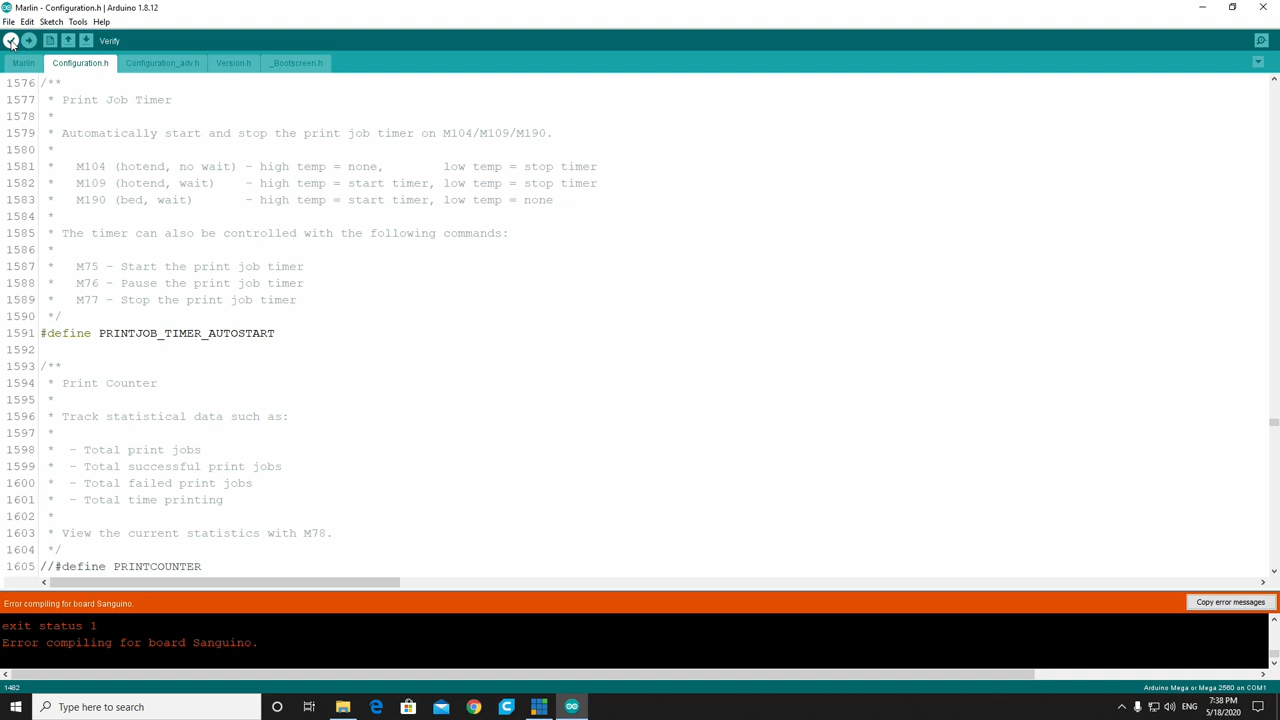 Marlin - Configuration.h | Arduino 1.8.12
File Edit Sketch Tools Help
Verify
Marlin Configuration.h Configuration_adv.h Version.h _Bootscreen.h
1576 /**
1577  * Print Job Timer
1578  *
1579  * Automatically start and stop the print job timer on M104/M109/M190.
1580  *
1581  *   M104 (hotend, no wait) - high temp = none,        low temp = stop timer
1582  *   M109 (hotend, wait)    - high temp = start timer, low temp = stop timer
1583  *   M190 (bed, wait)       - high temp = start timer, low temp = none
1584  *
1585  * The timer can also be controlled with the following commands:
1586  *
1587  *   M75 - Start the print job timer
1588  *   M76 - Pause the print job timer
1589  *   M77 - Stop the print job timer
1590  */
1591 #define PRINTJOB_TIMER_AUTOSTART
1592
1593 /**
1594  * Print Counter
1595  *
1596  * Track statistical data such as:
1597  *
1598  *  - Total print jobs
1599  *  - Total successful print jobs
1600  *  - Total failed print jobs
1601  *  - Total time printing
1602  *
1603  * View the current statistics with M78.
1604  */
1605 //#define PRINTCOUNTER
Error compiling for board Sanguino.
Copy error messages
exit status 1
Error compiling for board Sanguino.
1482
Arduino Mega or Mega 2560 on COM1
Type here to search
ENG
7:38 PM
5/18/2020